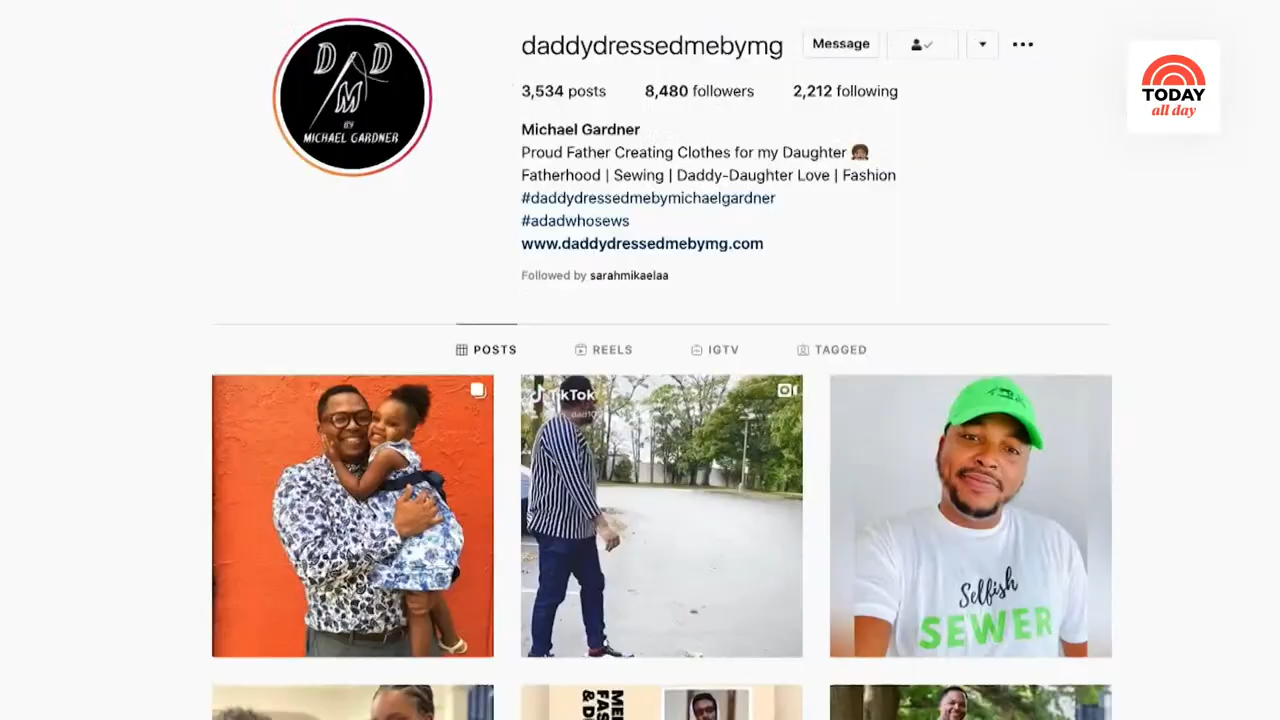 D D
M
BY
MICHAEL GARDNER
daddydressedmebymg
Message
3,534 posts 8,480 followers 2,212 following
Michael Gardner
Proud Father Creating Clothes for my Daughter
Fatherhood | Sewing | Daddy-Daughter Love | Fashion
#daddydressedmebymichaelgardner
#adadwhosews
www.daddydressedmebymg.com
Followed by sarahmikaelaa
TODAY
all day
POSTS REELS IGTV TAGGED
TikTok
Selfish
SEWER
& D